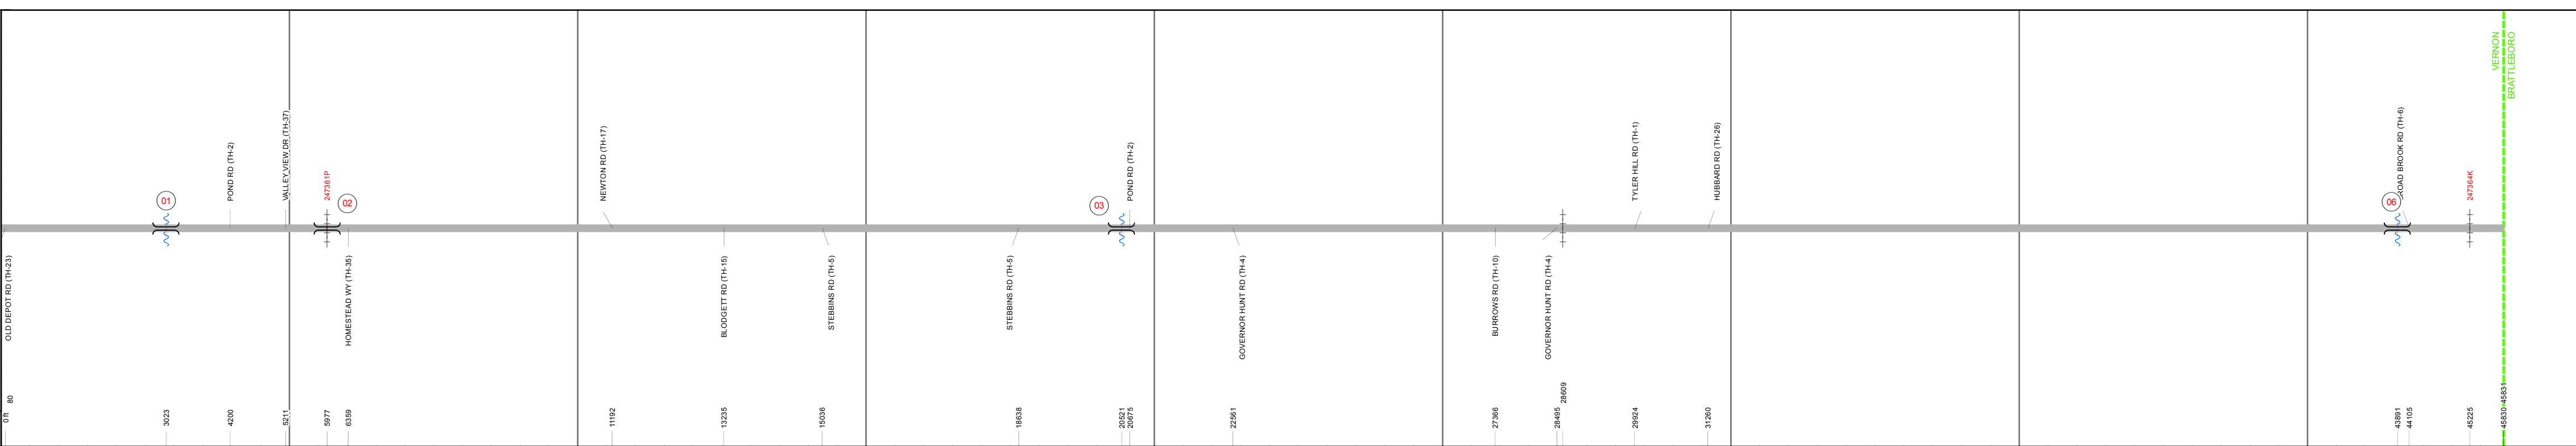 VERNON
BRATTLEBORO
POND RD (TH-2)
VALLEY VIEW DR (TH-37)
247361P
NEWTON RD (TH-17)
POND RD (TH-2)
TYLER HILL RD (TH-1)
HUBBARD RD (TH-26)
ROAD BROOK RD (TH-6)
247364K
01
02
03
06
OLD DEPOT RD (TH-23)
HOMESTEAD WY (TH-35)
BLODGETT RD (TH-15)
STEBBINS RD (TH-5)
STEBBINS RD (TH-5)
GOVERNOR HUNT RD (TH-4)
BURROWS RD (TH-10)
GOVERNOR HUNT RD (TH-4)
0 ft
80
3023
4200
5211
5977
6359
11192
13235
15036
18638
20521
20675
22561
27366
28495
28609
29924
31260
43891
44105
45225
45830
45831